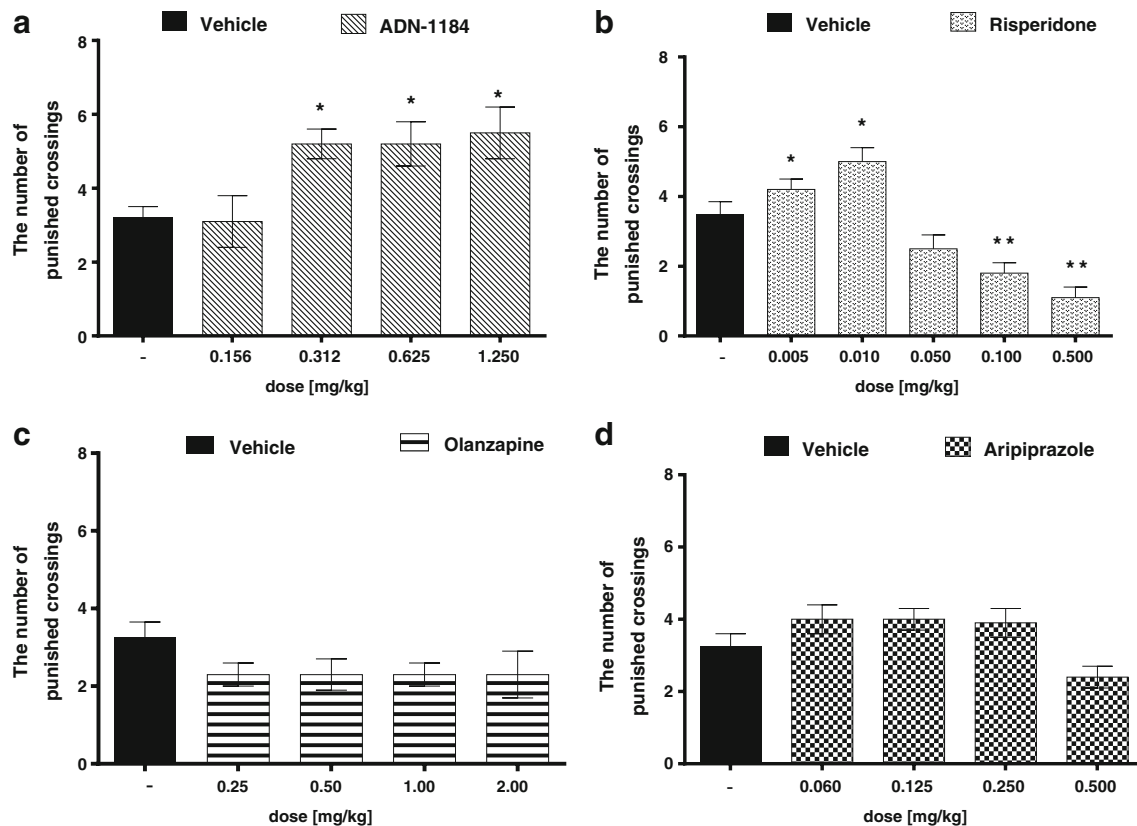 a
Vehicle ADN-1184
The number of
punished crossings
8
6
4
2
0
* * *
- 0.156 0.312 0.625 1.250
dose [mg/kg]
b
Vehicle Risperidone
The number of
punished crossings
8
6
4
2
0
* * ** **
- 0.005 0.010 0.050 0.100 0.500
dose [mg/kg]
c
Vehicle Olanzapine
The number of
punished crossings
8
6
4
2
0
- 0.25 0.50 1.00 2.00
dose [mg/kg]
d
Vehicle Aripiprazole
The number of
punished crossings
8
6
4
2
0
- 0.060 0.125 0.250 0.500
dose [mg/kg]